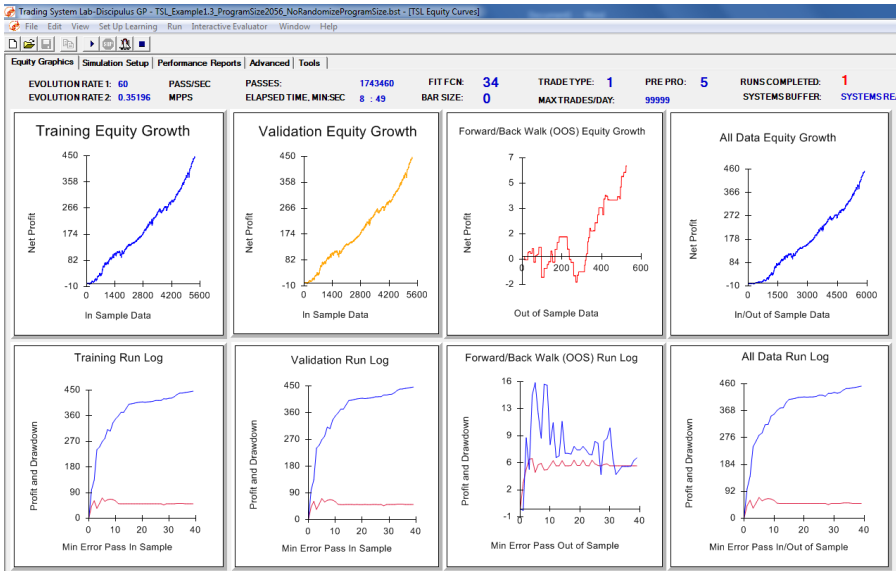 Trading System Lab-Discipulus GP - TSL_Example1.3_ProgramSize2056_NoRandomizeProgramSize.bst - [TSL Equity Curves]
File Edit View Set Up Learning Run Interactive Evaluator Window Help
Equity Graphics Simulation Setup Performance Reports Advanced Tools
EVOLUTION RATE 1: 60 PASS/SEC PASSES: 1743460 FIT FCN: 34 TRADE TYPE: 1 PRE PRO: 5 RUNS COMPLETED: 1
EVOLUTION RATE 2: 0.35196 MPPS ELAPSED TIME, MIN:SEC 8 : 49 BAR SIZE: 0 MAX TRADES/DAY: 99999 SYSTEMS BUFFER: SYSTEMS REA
Training Equity Growth
Net Profit
450
358
266
174
82
-10
0 1400 2800 4200 5600
In Sample Data
Validation Equity Growth
Net Profit
450
358
266
174
82
-10
0 1400 2800 4200 5600
In Sample Data
Forward/Back Walk (OOS) Equity Growth
Net Profit
7
5
3
2
0
-2
0 200 400 600
Out of Sample Data
All Data Equity Growth
Net Profit
460
366
272
178
84
-10
0 1500 3000 4500 6000
In/Out of Sample Data
Training Run Log
Profit and Drawdown
450
360
270
180
90
0
0 10 20 30 40
Min Error Pass In Sample
Validation Run Log
Profit and Drawdown
450
360
270
180
90
0
0 10 20 30 40
Min Error Pass In Sample
Forward/Back Walk (OOS) Run Log
Profit and Drawdown
16
13
9
6
2
-1
0 10 20 30 40
Min Error Pass Out of Sample
All Data Run Log
Profit and Drawdown
460
368
276
184
92
0
0 10 20 30 40
Min Error Pass In/Out of Sample